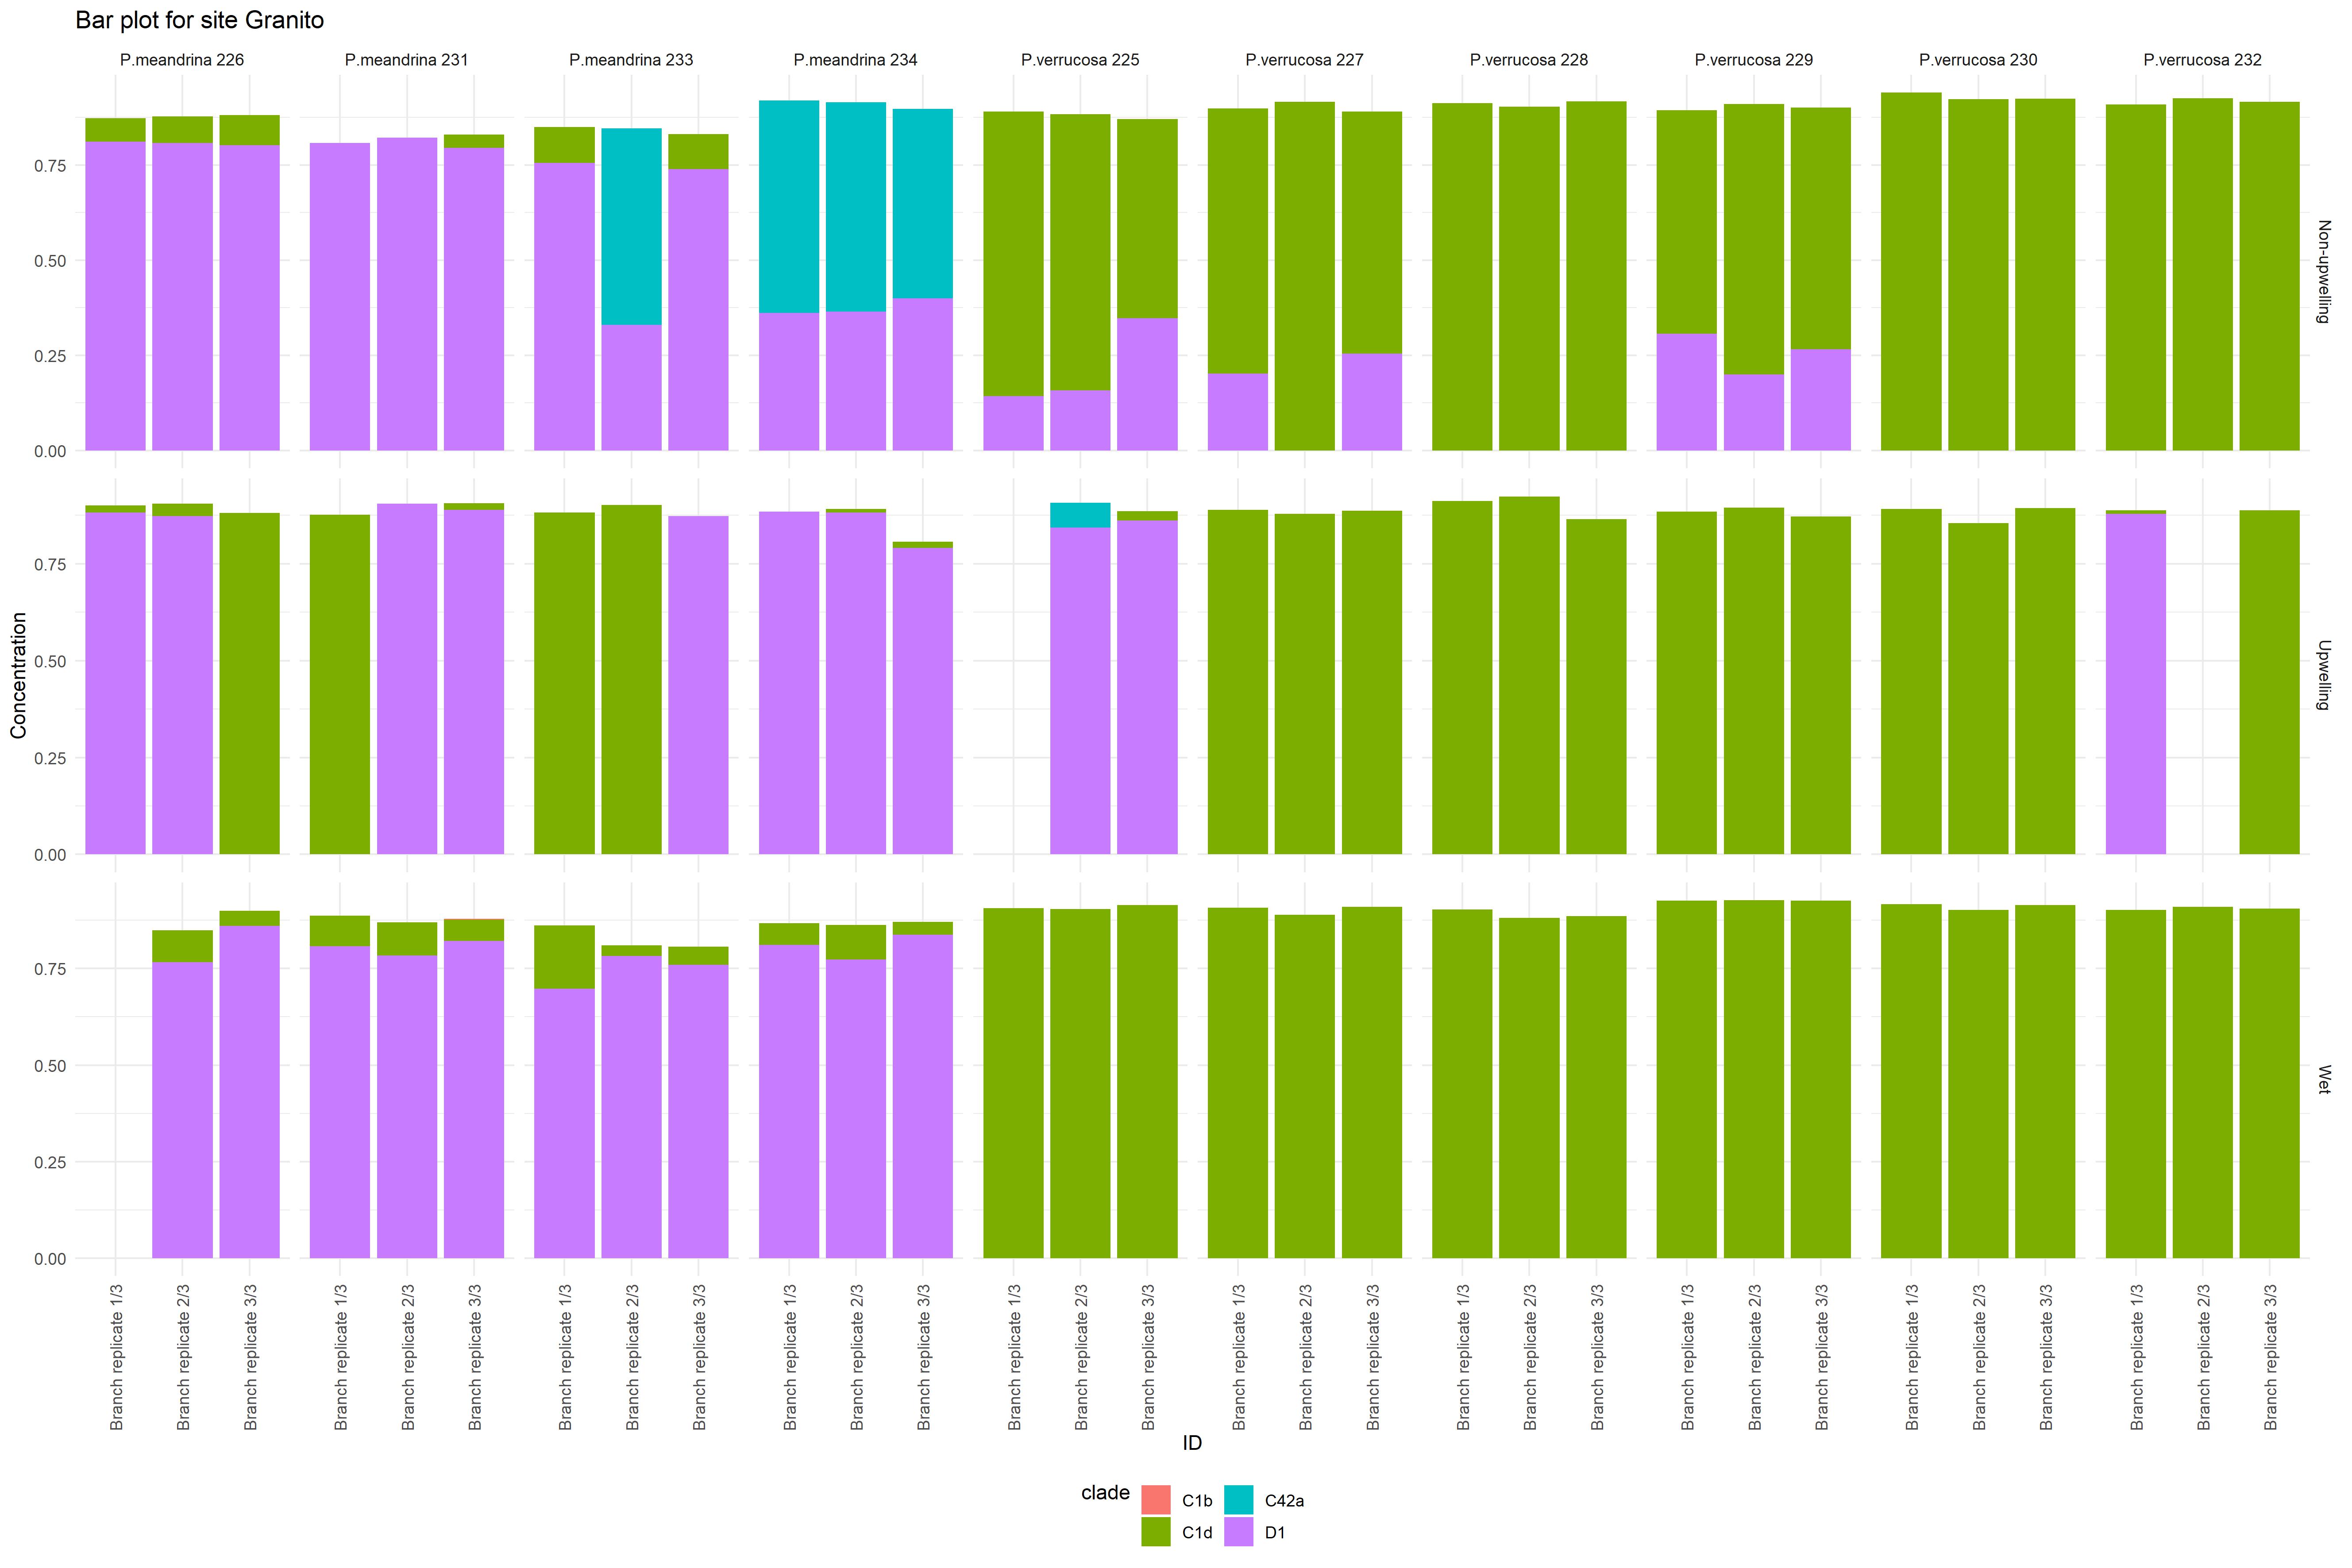 Bar plot for site Granito
P.meandrina 226 P.meandrina 231 P.meandrina 233 P.meandrina 234 P.verrucosa 225 P.verrucosa 227 P.verrucosa 228 P.verrucosa 229 P.verrucosa 230 P.verrucosa 232
0.75
0.50
0.25
0.00
Non-upwelling
Concentration
0.75
0.50
0.25
0.00
Upwelling
0.75
0.50
0.25
0.00
Wet
Branch replicate 1/3
Branch replicate 2/3
Branch replicate 3/3
Branch replicate 1/3
Branch replicate 2/3
Branch replicate 3/3
Branch replicate 1/3
Branch replicate 2/3
Branch replicate 3/3
Branch replicate 1/3
Branch replicate 2/3
Branch replicate 3/3
Branch replicate 1/3
Branch replicate 2/3
Branch replicate 3/3
Branch replicate 1/3
Branch replicate 2/3
Branch replicate 3/3
Branch replicate 1/3
Branch replicate 2/3
Branch replicate 3/3
Branch replicate 1/3
Branch replicate 2/3
Branch replicate 3/3
Branch replicate 1/3
Branch replicate 2/3
Branch replicate 3/3
Branch replicate 1/3
Branch replicate 2/3
Branch replicate 3/3
ID
clade
C1b C42a
C1d D1